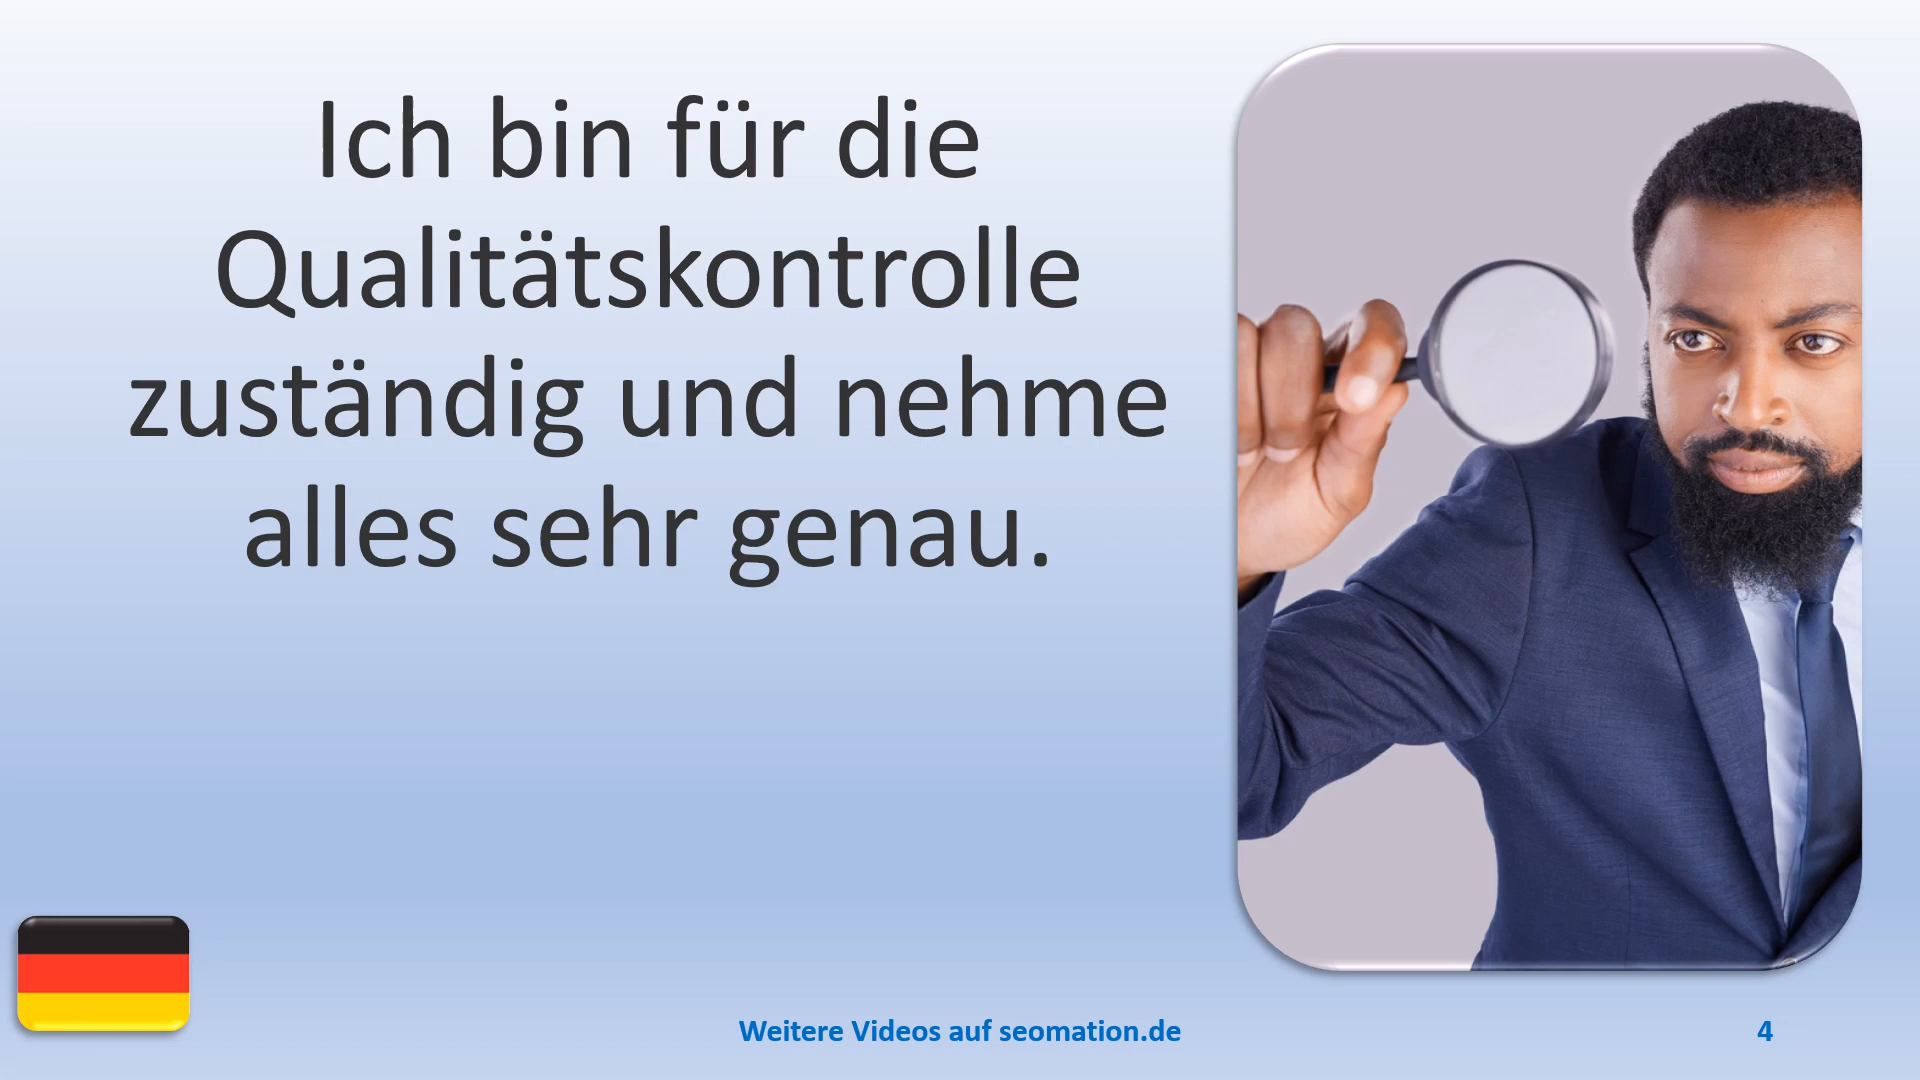 Ich bin für die
Qualitätskontrolle
zuständig und nehme
alles sehr genau.
Weitere Videos auf seomation.de
4